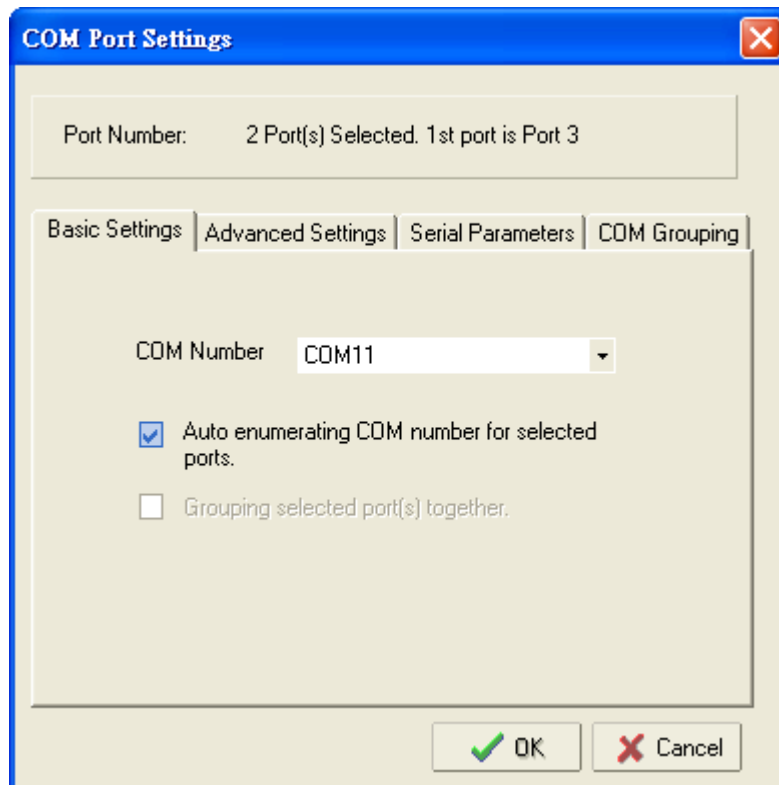 COM Port Settings
Port Number: 2 Port(s) Selected. 1st port is Port 3
Basic Settings Advanced Settings Serial Parameters COM Grouping
COM Number COM11
Auto enumerating COM number for selected
ports.
Grouping selected port(s) together.
OK Cancel